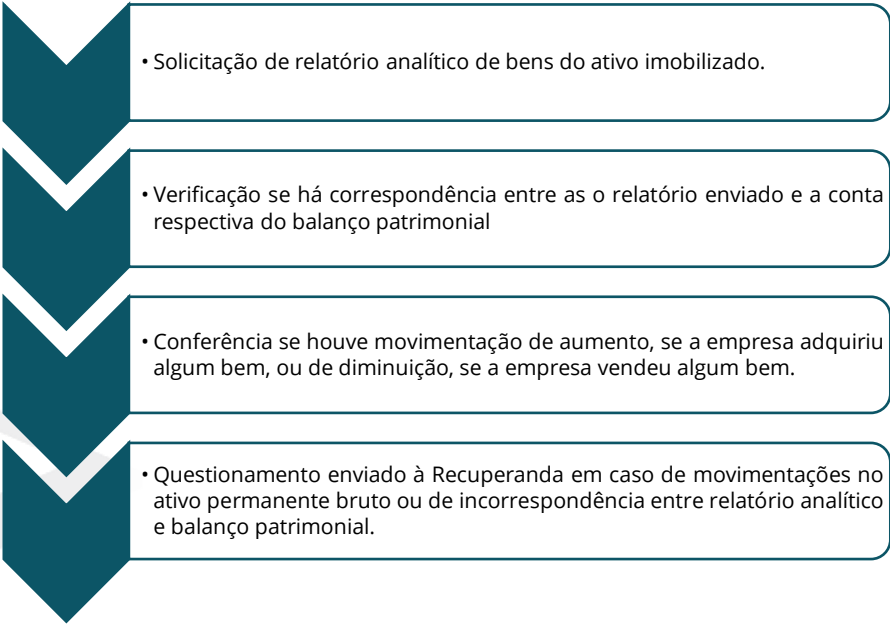 • Solicitação de relatório analítico de bens do ativo imobilizado.
• Verificação se há correspondência entre as o relatório enviado e a conta
respectiva do balanço patrimonial
• Conferência se houve movimentação de aumento, se a empresa adquiriu
algum bem, ou de diminuição, se a empresa vendeu algum bem.
• Questionamento enviado à Recuperanda em caso de movimentações no
ativo permanente bruto ou de incorrespondência entre relatório analítico
e balanço patrimonial.